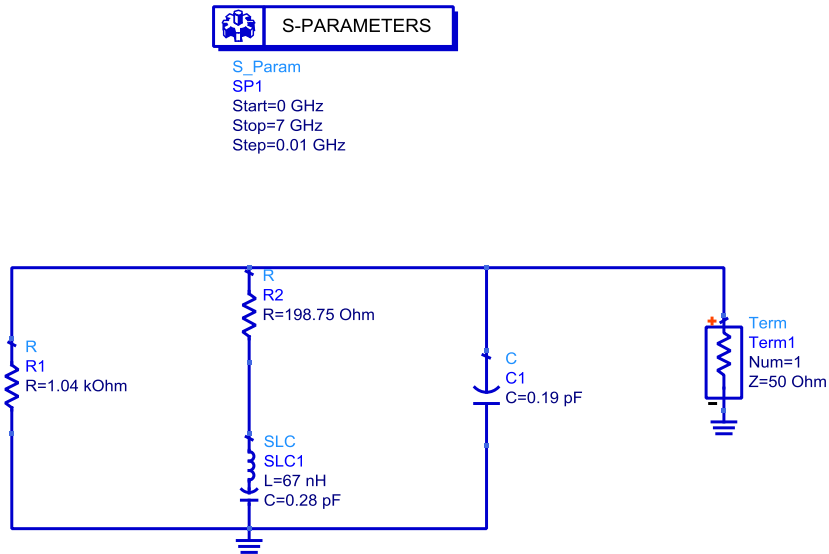 S-PARAMETERS
S_Param
SP1
Start=0 GHz
Stop=7 GHz
Step=0.01 GHz
R
R1
R=1.04 kOhm
R
R2
R=198.75 Ohm
SLC
SLC1
L=67 nH
C=0.28 pF
C
C1
C=0.19 pF
Term
Term1
Num=1
Z=50 Ohm